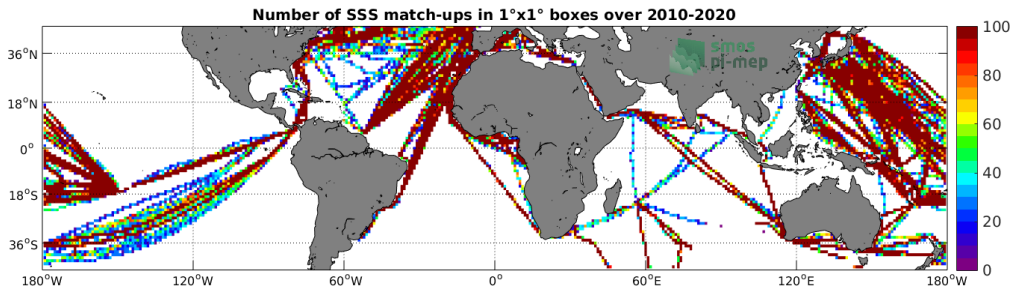 Number of SSS match-ups in 1°x1° boxes over 2010-2020
smos
pi-mep
36°N
18°N
0°
18°S
36°S
180°W
120°W
60°W
0°
60°E
120°E
180°W
100
80
60
40
20
0